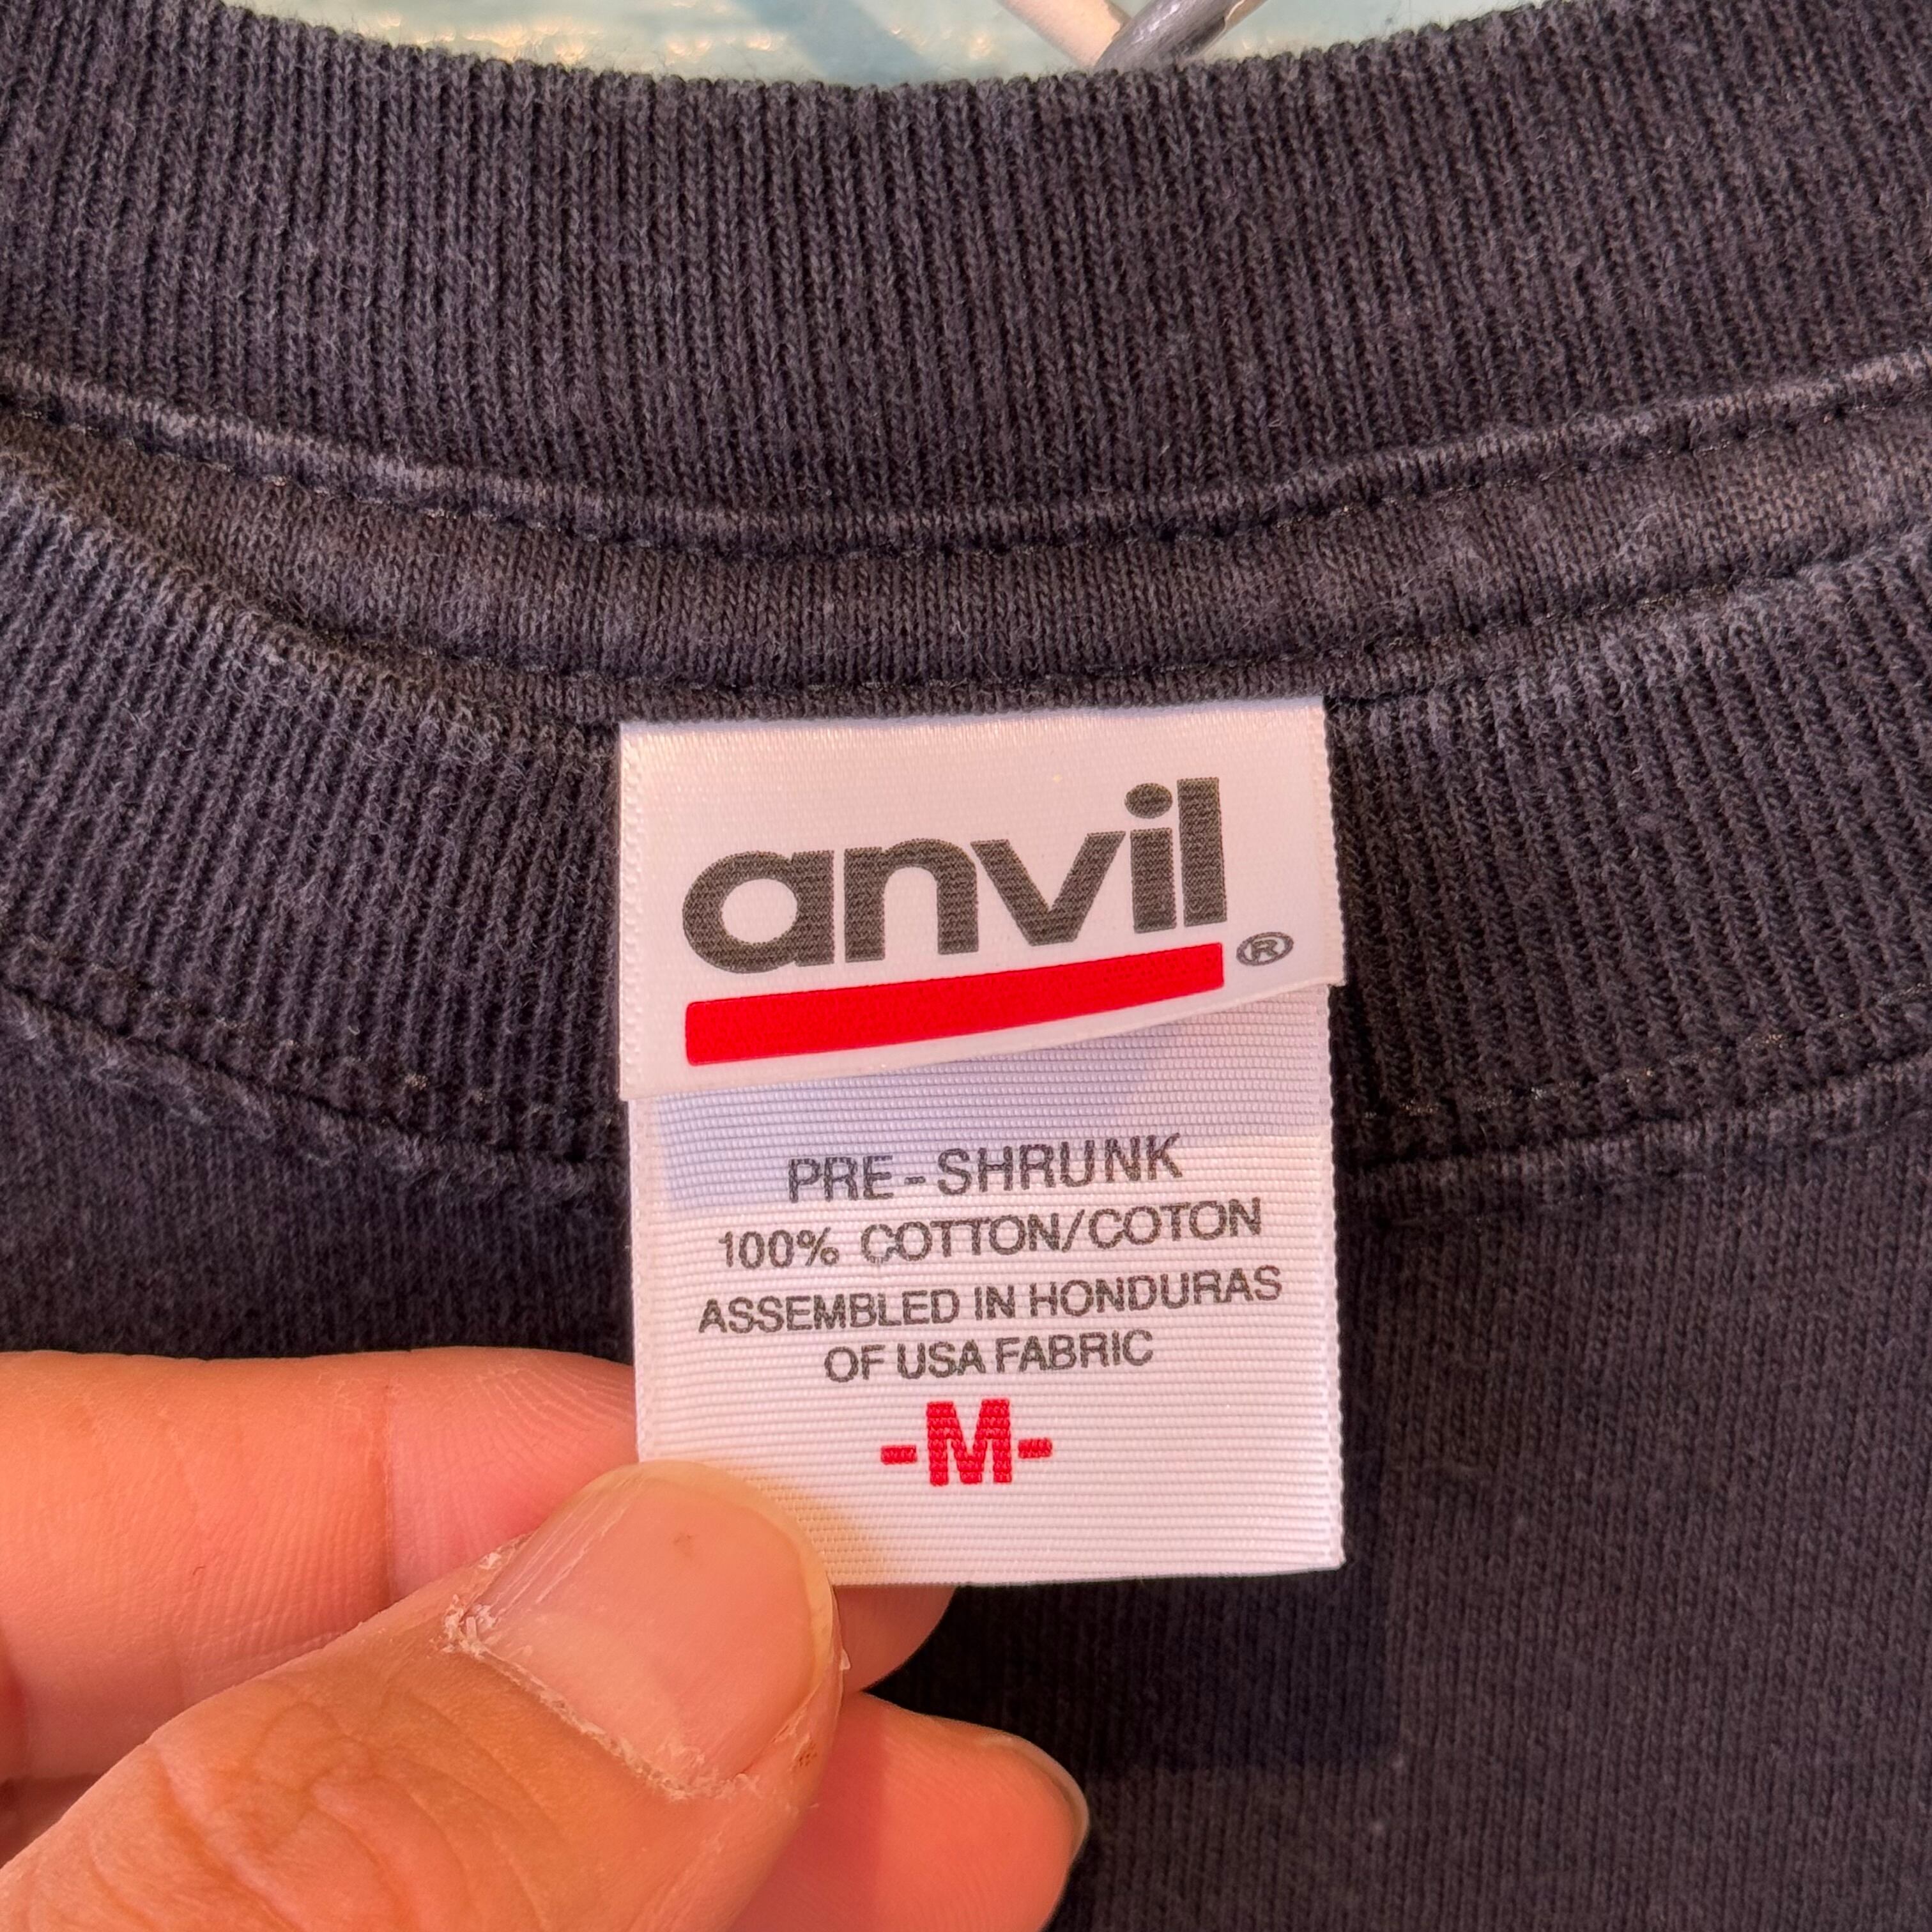 anvil®
PRE-SHRUNK
100% COTTON/COTON
ASSEMBLED IN HONDURAS
OF USA FABRIC
-M-